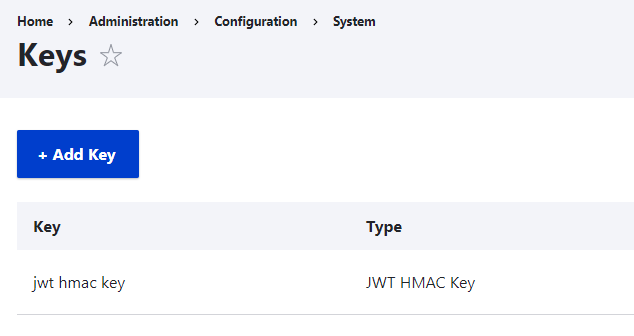 Home > Administration > Configuration > System
Keys
+ Add Key
Key Type
jwt hmac key JWT HMAC Key